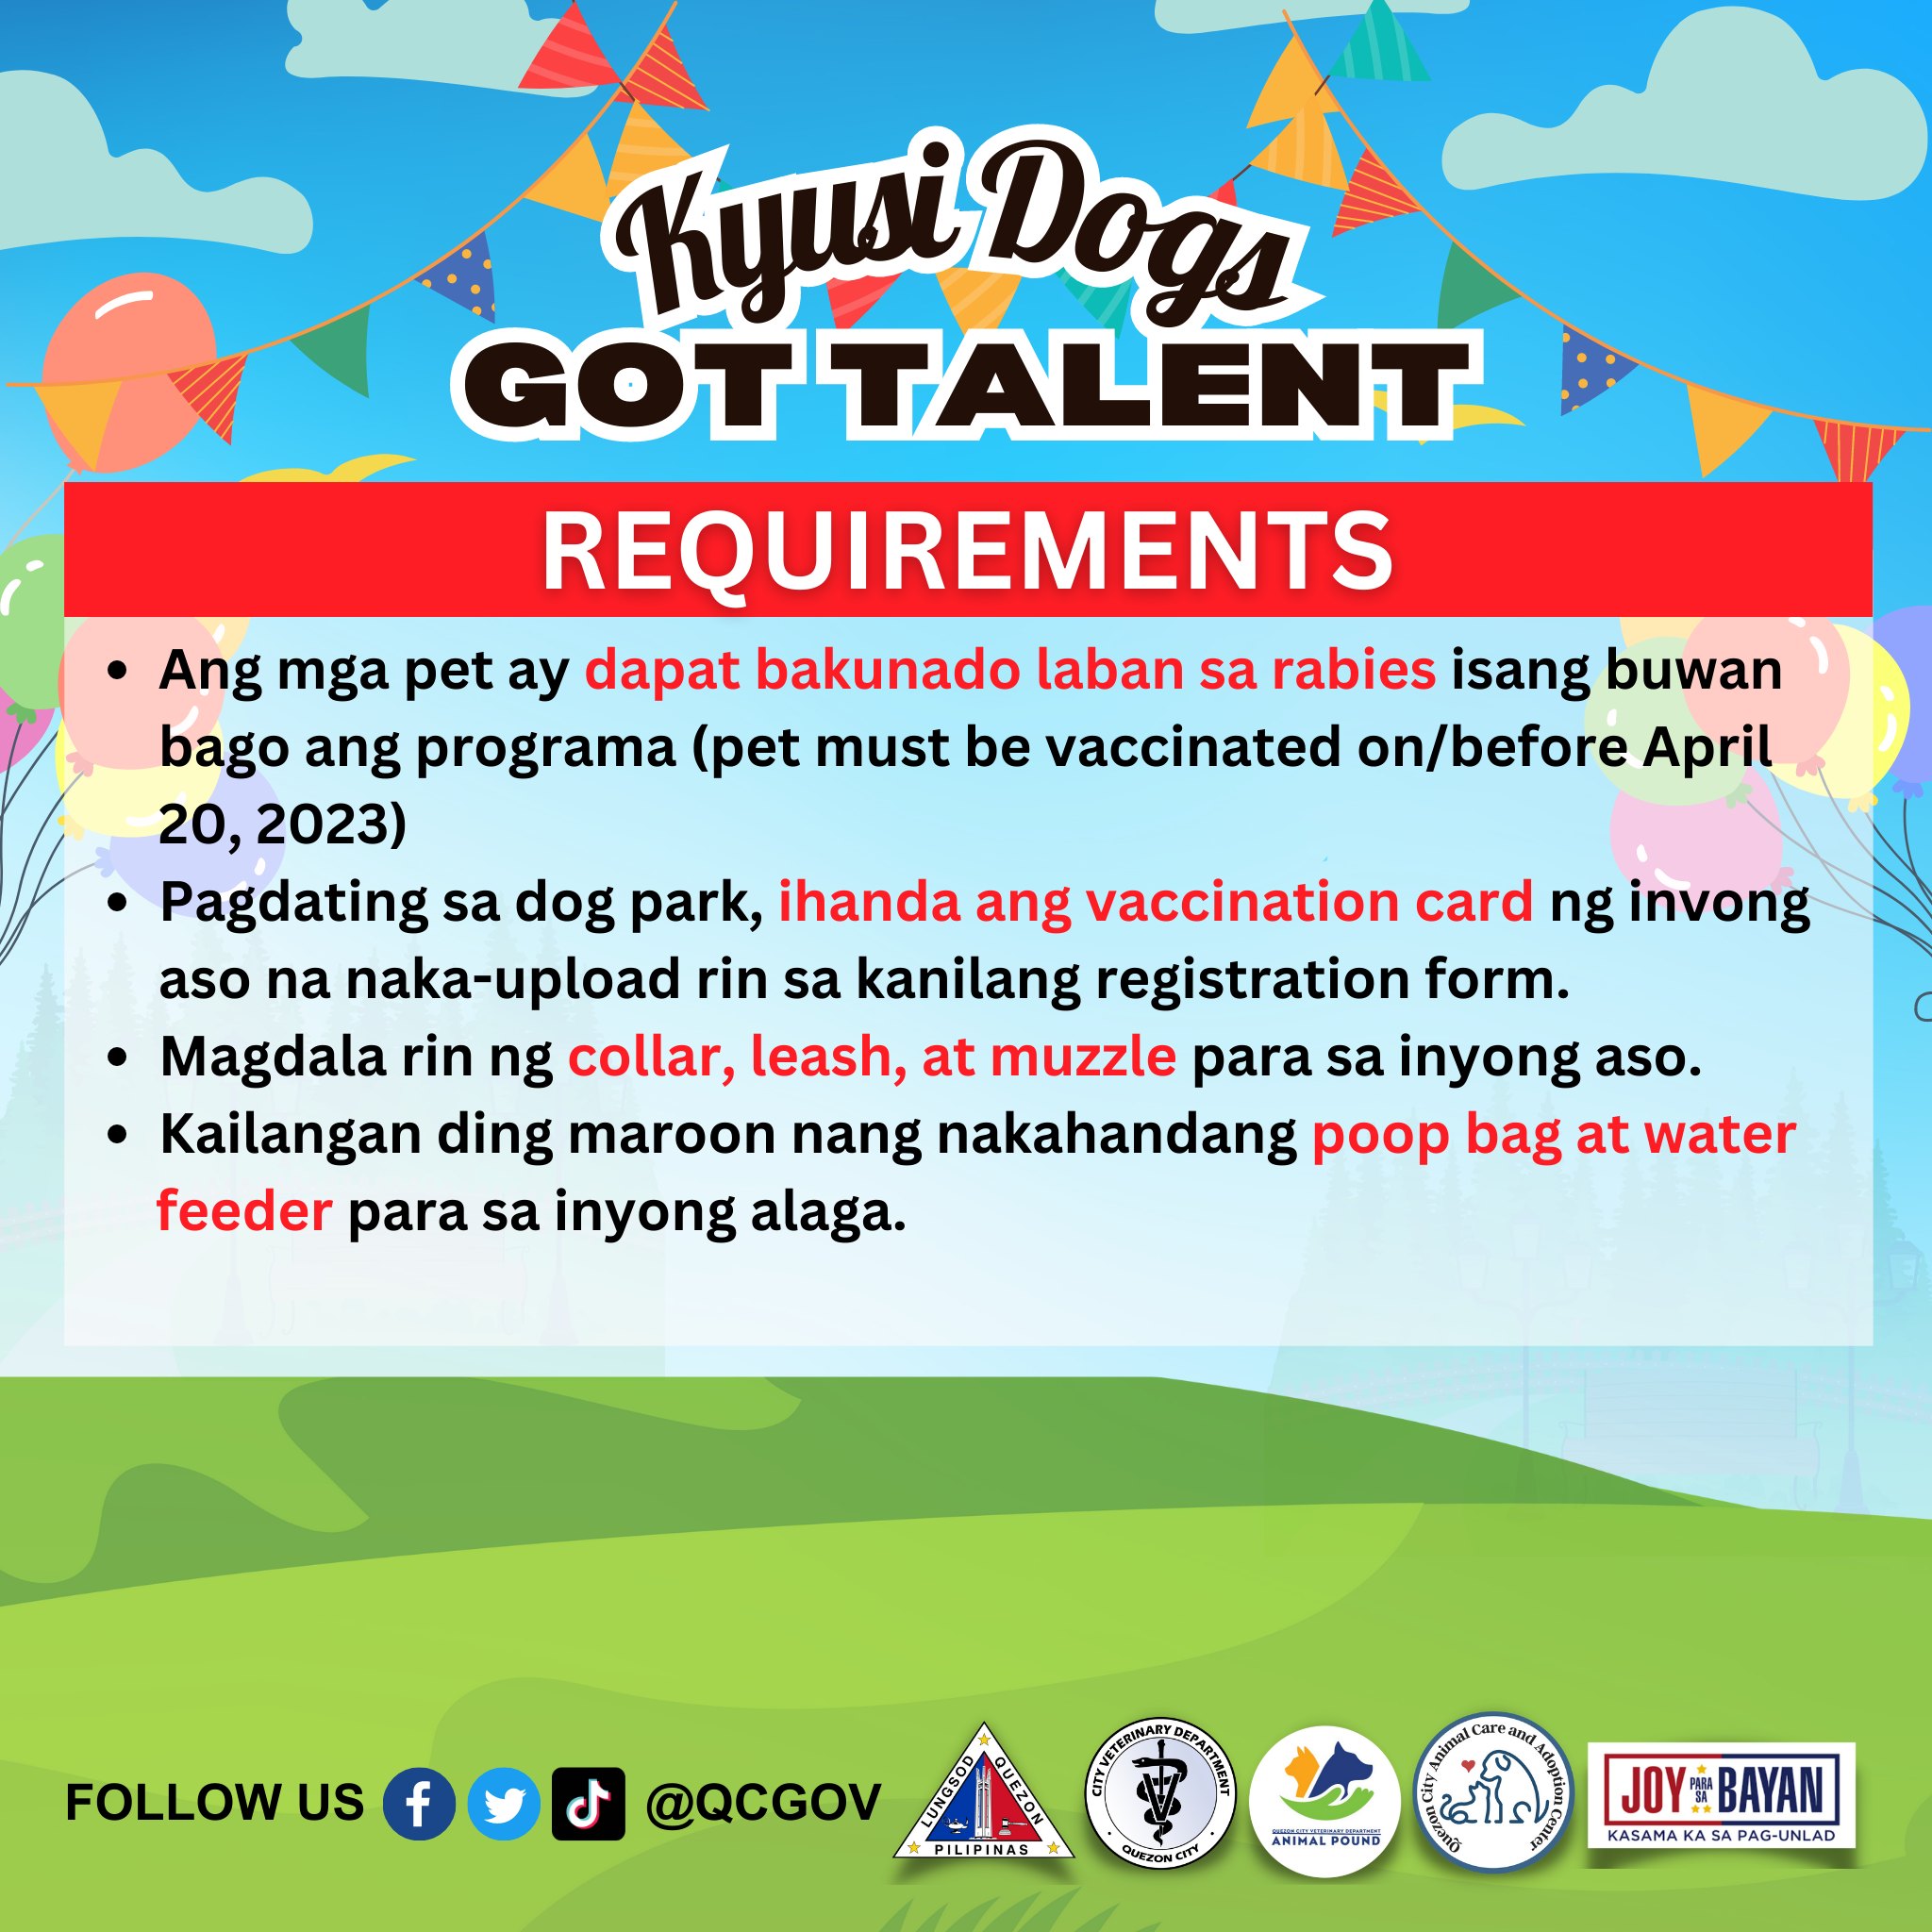 Kyusi Dogs
GOT TALENT
REQUIREMENTS
• Ang mga pet ay dapat bakunado laban sa rabies isang buwan
bago ang programa (pet must be vaccinated on/before April
20, 2023)
• Pagdating sa dog park, ihanda ang vaccination card ng invong
aso na naka-upload rin sa kanilang registration form.
• Magdala rin ng collar, leash, at muzzle para sa inyong aso.
• Kailangan ding maroon nang nakahandang poop bag at water
feeder para sa inyong alaga.
FOLLOW US @QCGOV
LUNGSOD QUEZON
PILIPINAS
CITY VETERINARY DEPARTMENT
• QUEZON CITY •
QUEZON CITY VETERINARY DEPARTMENT
ANIMAL POUND
Quezon City Animal Care and Adoption Center
JOY PARA SA BAYAN
KASAMA KA SA PAG-UNLAD